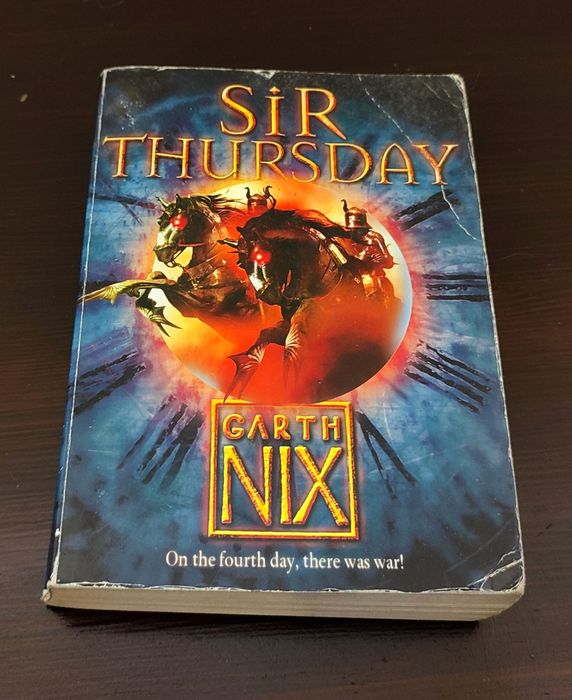 SiR
THURSDAY
GARTH
NIX
On the fourth day, there was war!